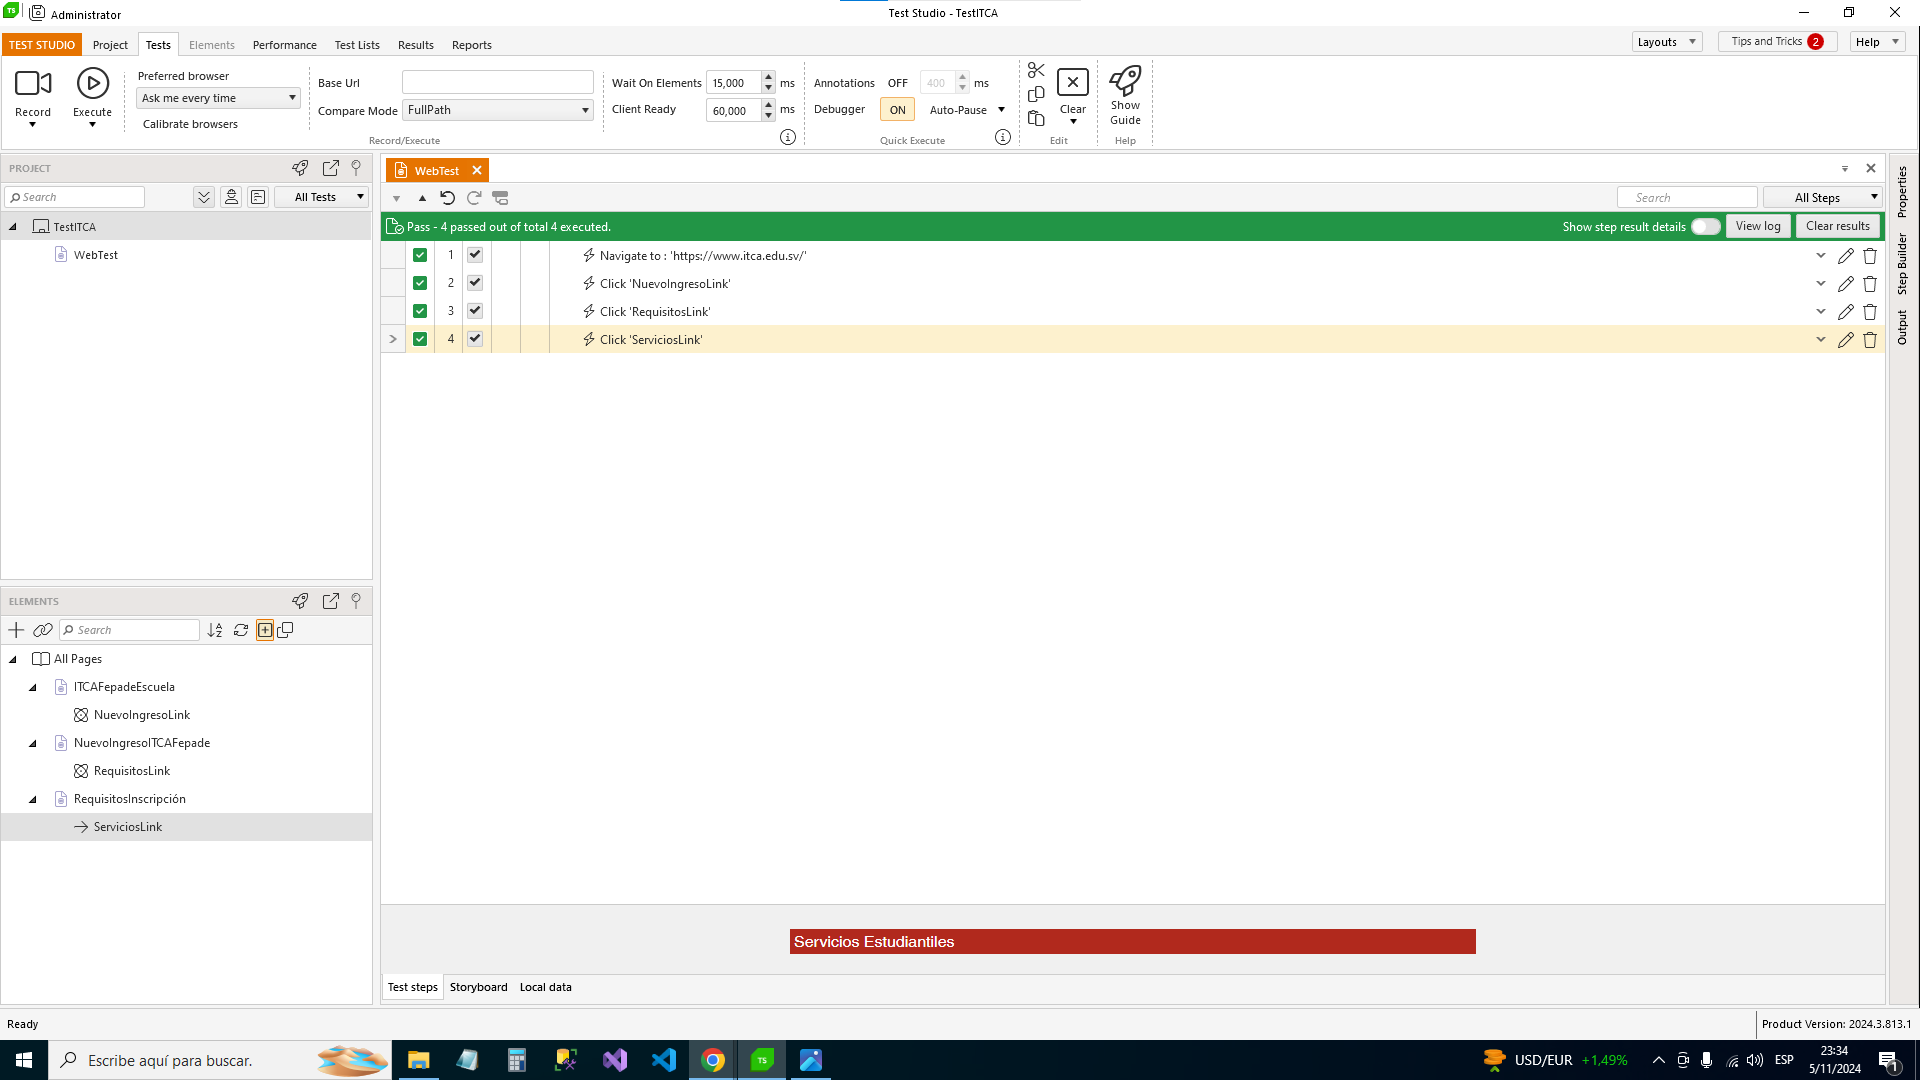 TS
Administrator
Test Studio - TestITCA
TEST STUDIO
Project
Tests
Elements
Performance
Test Lists
Results
Reports
Layouts
Tips and Tricks 2
Help
Record
Execute
Preferred browser
Ask me every time
Calibrate browsers
Base Url
Compare Mode FullPath
Record/Execute
Wait On Elements 15,000 ms
Client Ready 60,000 ms
Annotations OFF 400 ms
Debugger ON Auto-Pause
Quick Execute
Clear
Edit
Show
Guide
Help
PROJECT
Search
All Tests
TestITCA
WebTest
WebTest
Search
All Steps
Pass - 4 passed out of total 4 executed.
Show step result details
View log
Clear results
1 Navigate to : 'https://www.itca.edu.sv/'
2 Click 'NuevoIngresoLink'
3 Click 'RequisitosLink'
4 Click 'ServiciosLink'
Properties
Step Builder
Output
ELEMENTS
Search
All Pages
ITCAFepadeEscuela
NuevoIngresoLink
NuevoIngresoITCAFepade
RequisitosLink
RequisitosInscripción
ServiciosLink
Servicios Estudiantiles
Test steps
Storyboard
Local data
Ready
Product Version: 2024.3.813.1
Escribe aquí para buscar.
TS
USD/EUR +1,49%
ESP
23:34
5/11/2024
1